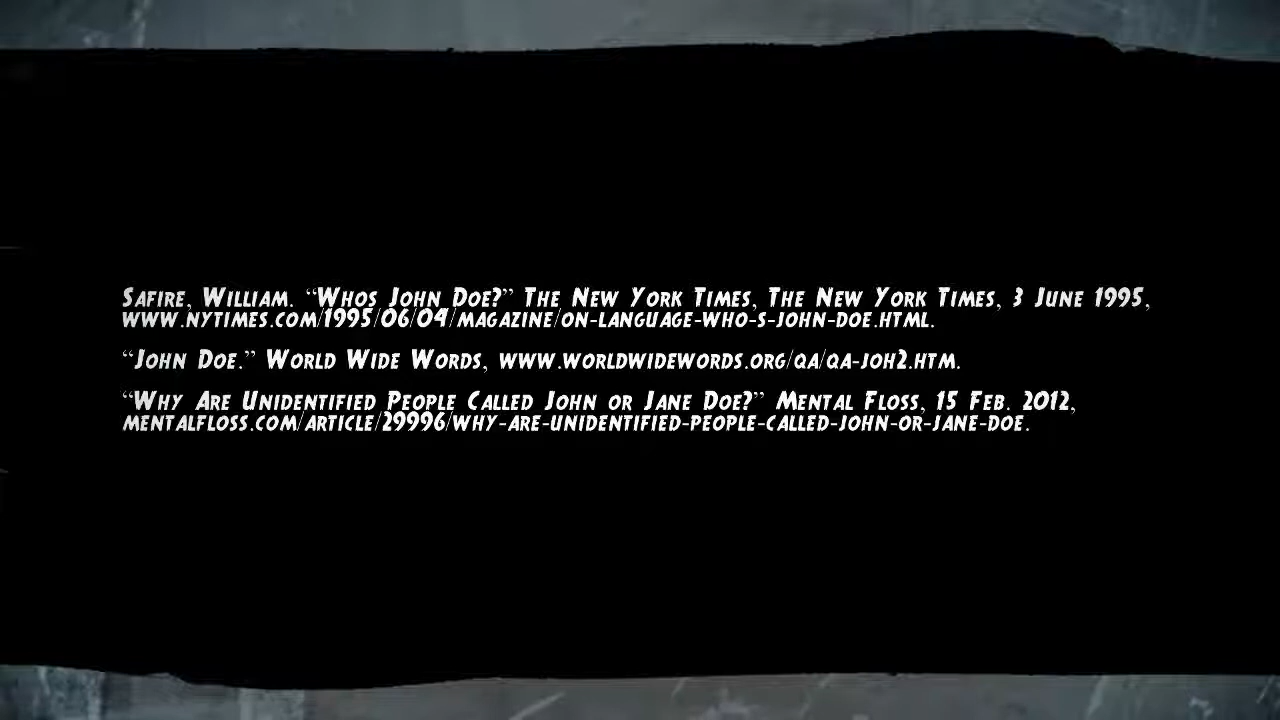 Safire, William. “Whos John Doe?” The New York Times, The New York Times, 3 June 1995,
www.nytimes.com/1995/06/04/magazine/on-language-who-s-john-doe.html.
“John Doe.” World Wide Words, www.worldwidewords.org/qa/qa-joh2.htm.
“Why Are Unidentified People Called John or Jane Doe?” Mental Floss, 15 Feb. 2012,
mentalfloss.com/article/29996/why-are-unidentified-people-called-john-or-jane-doe.